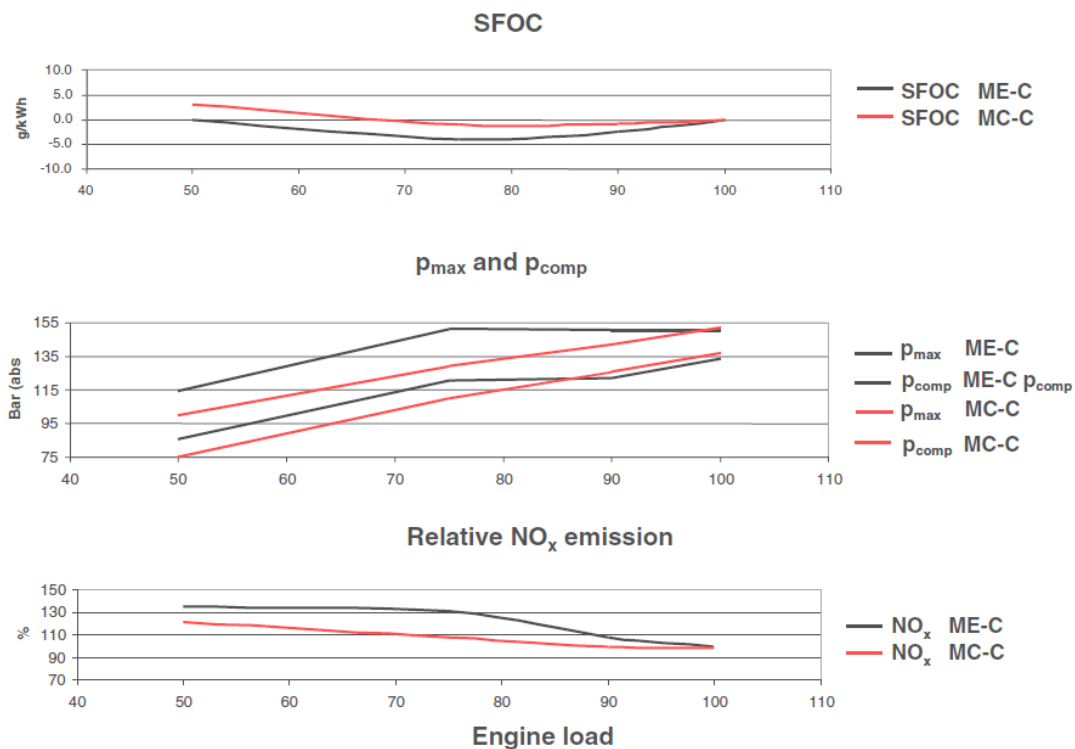 SFOC
10.0
5.0
0.0
-5.0
-10.0
g/kWh
40 50 60 70 80 90 100 110
SFOC ME-C
SFOC MC-C
pmax and pcomp
155
135
115
95
75
Bar (abs
40 50 60 70 80 90 100 110
pmax ME-C
pcomp ME-C pcomp
pmax MC-C
pcomp MC-C
Relative NOx emission
150
130
110
90
70
%
40 50 60 70 80 90 100 110
NOx ME-C
NOx MC-C
Engine load